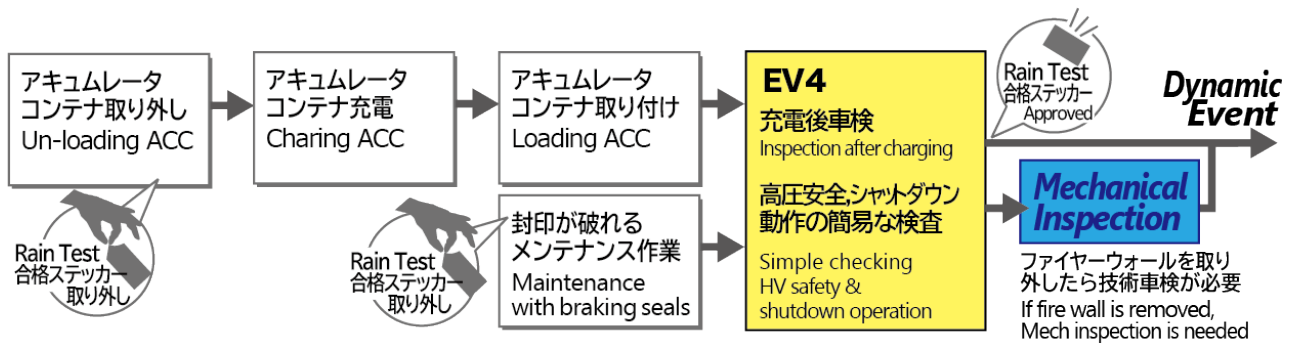 アキュムレータ
コンテナ取り外し
Un-loading ACC
Rain Test
合格ステッカー
取り外し
アキュムレータ
コンテナ充電
Charing ACC
アキュムレータ
コンテナ取り付け
Loading ACC
Rain Test
合格ステッカー
取り外し
封印が破れる
メンテナンス作業
Maintenance
with braking seals
EV4
充電後車検
Inspection after charging
高圧安全,シャットダウン
動作の簡易な検査
Simple checking
HV safety &
shutdown operation
Rain Test
合格ステッカー
Approved
Dynamic
Event
Mechanical
Inspection
ファイヤーウォールを取り
外したら技術車検が必要
If fire wall is removed,
Mech inspection is needed